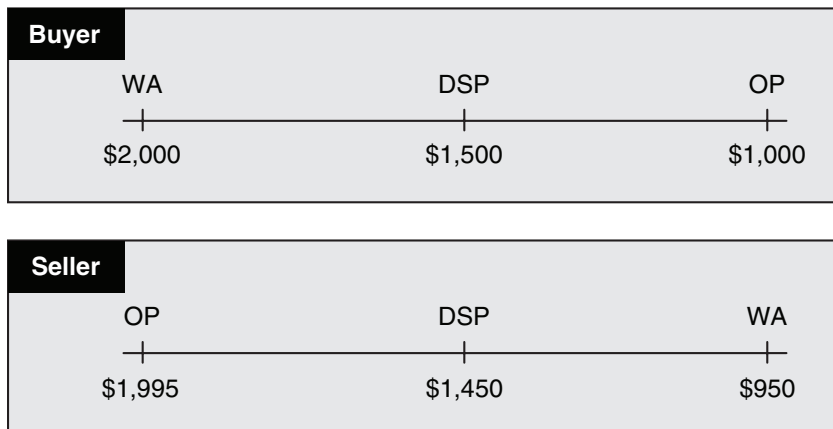 Buyer
WA DSP OP
$2,000 $1,500 $1,000
Seller
OP DSP WA
$1,995 $1,450 $950